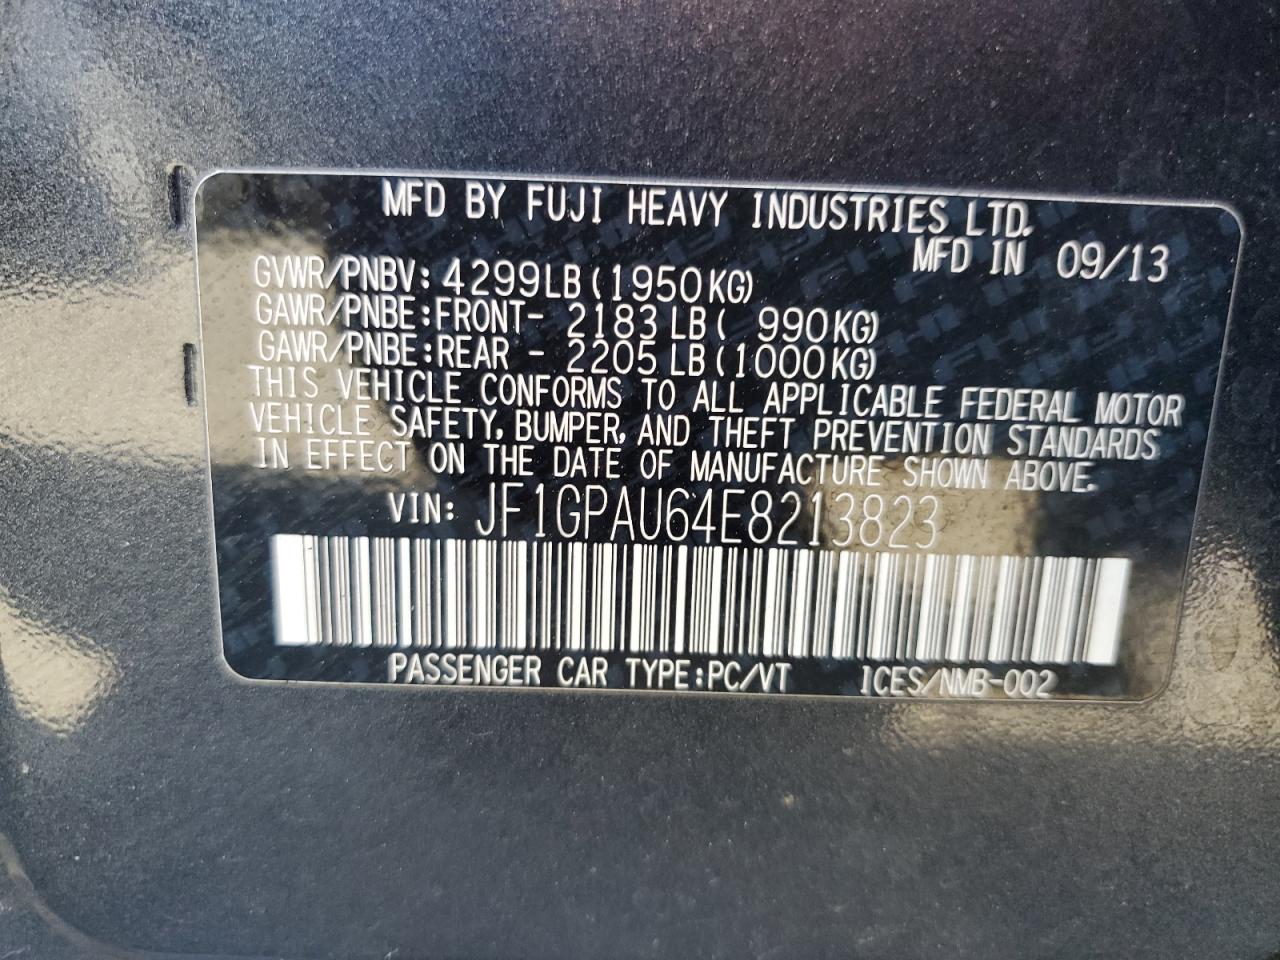 MFD BY FUJI HEAVY INDUSTRIES LTD.
MFD IN 09/13
GVWR/PNBV: 4299LB (1950KG)
GAWR/PNBE:FRONT- 2183 LB ( 990KG)
GAWR/PNBE:REAR - 2205 LB (1000KG)
THIS VEHICLE CONFORMS TO ALL APPLICABLE FEDERAL MOTOR
VEHICLE SAFETY, BUMPER, AND THEFT PREVENTION STANDARDS
IN EFFECT ON THE DATE OF MANUFACTURE SHOWN ABOVE.
VIN: JF1GPAU64E8213823
PASSENGER CAR TYPE:PC/VT ICES/NMB-002